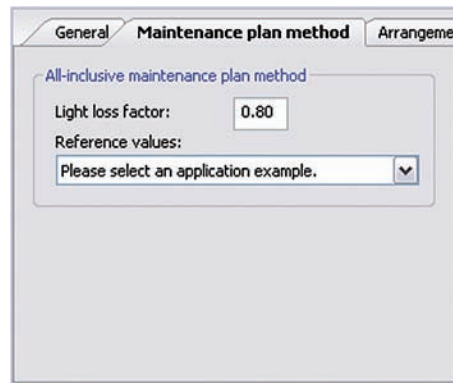 General Maintenance plan method Arrangeme
All-inclusive maintenance plan method
Light loss factor: 0.80
Reference values:
Please select an application example.